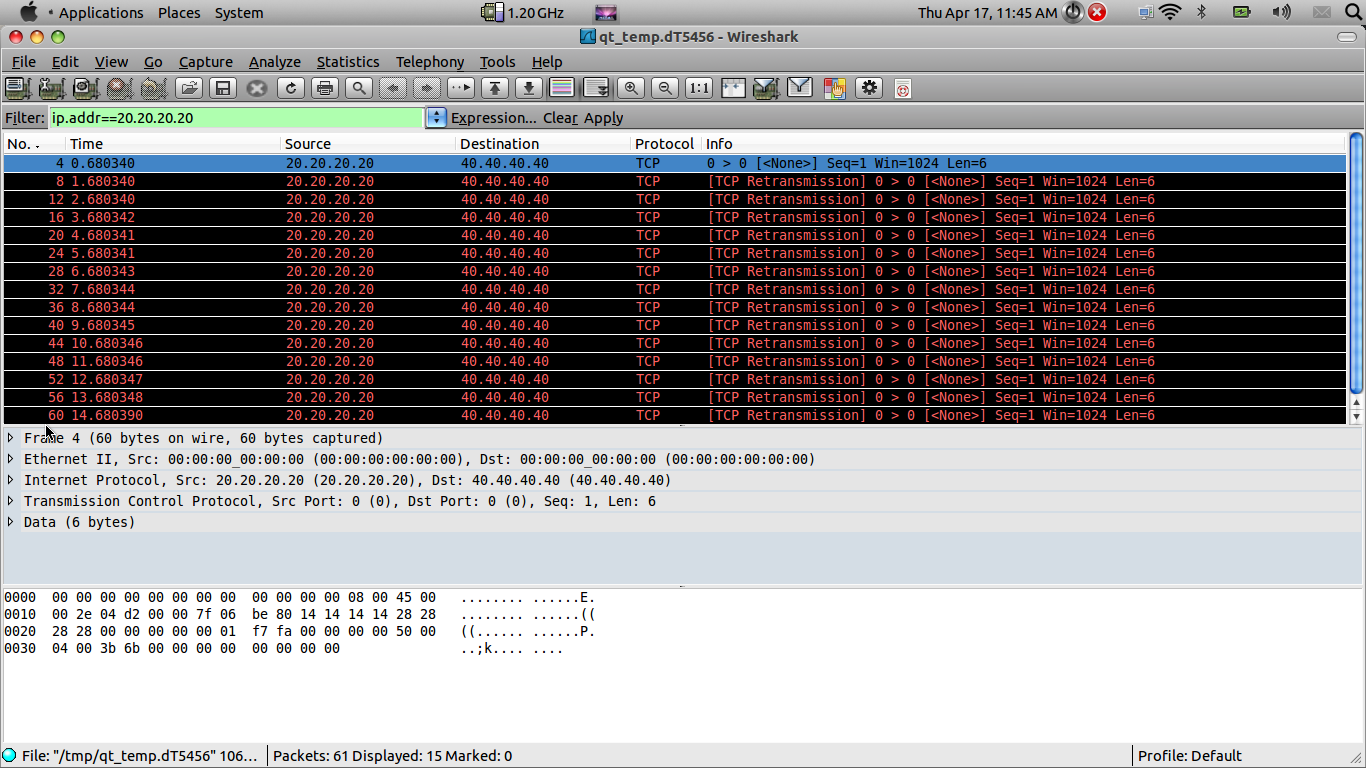 Applications Places System 1.20 GHz Thu Apr 17, 11:45 AM
qt_temp.dT5456 - Wireshark
File Edit View Go Capture Analyze Statistics Telephony Tools Help
1:1
Filter: ip.addr==20.20.20.20 Expression... Clear Apply
No. Time Source Destination Protocol Info
4 0.680340 20.20.20.20 40.40.40.40 TCP 0 > 0 [<None>] Seq=1 Win=1024 Len=6
8 1.680340 20.20.20.20 40.40.40.40 TCP [TCP Retransmission] 0 > 0 [<None>] Seq=1 Win=1024 Len=6
12 2.680340 20.20.20.20 40.40.40.40 TCP [TCP Retransmission] 0 > 0 [<None>] Seq=1 Win=1024 Len=6
16 3.680342 20.20.20.20 40.40.40.40 TCP [TCP Retransmission] 0 > 0 [<None>] Seq=1 Win=1024 Len=6
20 4.680341 20.20.20.20 40.40.40.40 TCP [TCP Retransmission] 0 > 0 [<None>] Seq=1 Win=1024 Len=6
24 5.680341 20.20.20.20 40.40.40.40 TCP [TCP Retransmission] 0 > 0 [<None>] Seq=1 Win=1024 Len=6
28 6.680343 20.20.20.20 40.40.40.40 TCP [TCP Retransmission] 0 > 0 [<None>] Seq=1 Win=1024 Len=6
32 7.680344 20.20.20.20 40.40.40.40 TCP [TCP Retransmission] 0 > 0 [<None>] Seq=1 Win=1024 Len=6
36 8.680344 20.20.20.20 40.40.40.40 TCP [TCP Retransmission] 0 > 0 [<None>] Seq=1 Win=1024 Len=6
40 9.680345 20.20.20.20 40.40.40.40 TCP [TCP Retransmission] 0 > 0 [<None>] Seq=1 Win=1024 Len=6
44 10.680346 20.20.20.20 40.40.40.40 TCP [TCP Retransmission] 0 > 0 [<None>] Seq=1 Win=1024 Len=6
48 11.680346 20.20.20.20 40.40.40.40 TCP [TCP Retransmission] 0 > 0 [<None>] Seq=1 Win=1024 Len=6
52 12.680347 20.20.20.20 40.40.40.40 TCP [TCP Retransmission] 0 > 0 [<None>] Seq=1 Win=1024 Len=6
56 13.680348 20.20.20.20 40.40.40.40 TCP [TCP Retransmission] 0 > 0 [<None>] Seq=1 Win=1024 Len=6
60 14.680390 20.20.20.20 40.40.40.40 TCP [TCP Retransmission] 0 > 0 [<None>] Seq=1 Win=1024 Len=6
Frame 4 (60 bytes on wire, 60 bytes captured)
Ethernet II, Src: 00:00:00_00:00:00 (00:00:00:00:00:00), Dst: 00:00:00_00:00:00 (00:00:00:00:00:00)
Internet Protocol, Src: 20.20.20.20 (20.20.20.20), Dst: 40.40.40.40 (40.40.40.40)
Transmission Control Protocol, Src Port: 0 (0), Dst Port: 0 (0), Seq: 1, Len: 6
Data (6 bytes)
0000 00 00 00 00 00 00 00 00 00 00 00 00 08 00 45 00 ........ ......E.
0010 00 2e 04 d2 00 00 7f 06 be 80 14 14 14 14 28 28 ........ ......((
0020 28 28 00 00 00 00 00 01 f7 fa 00 00 00 00 50 00 ((...... ......P.
0030 04 00 3b 6b 00 00 00 00 00 00 00 00 ..;k.... ....
File: "/tmp/qt_temp.dT5456" 106... Packets: 61 Displayed: 15 Marked: 0 Profile: Default